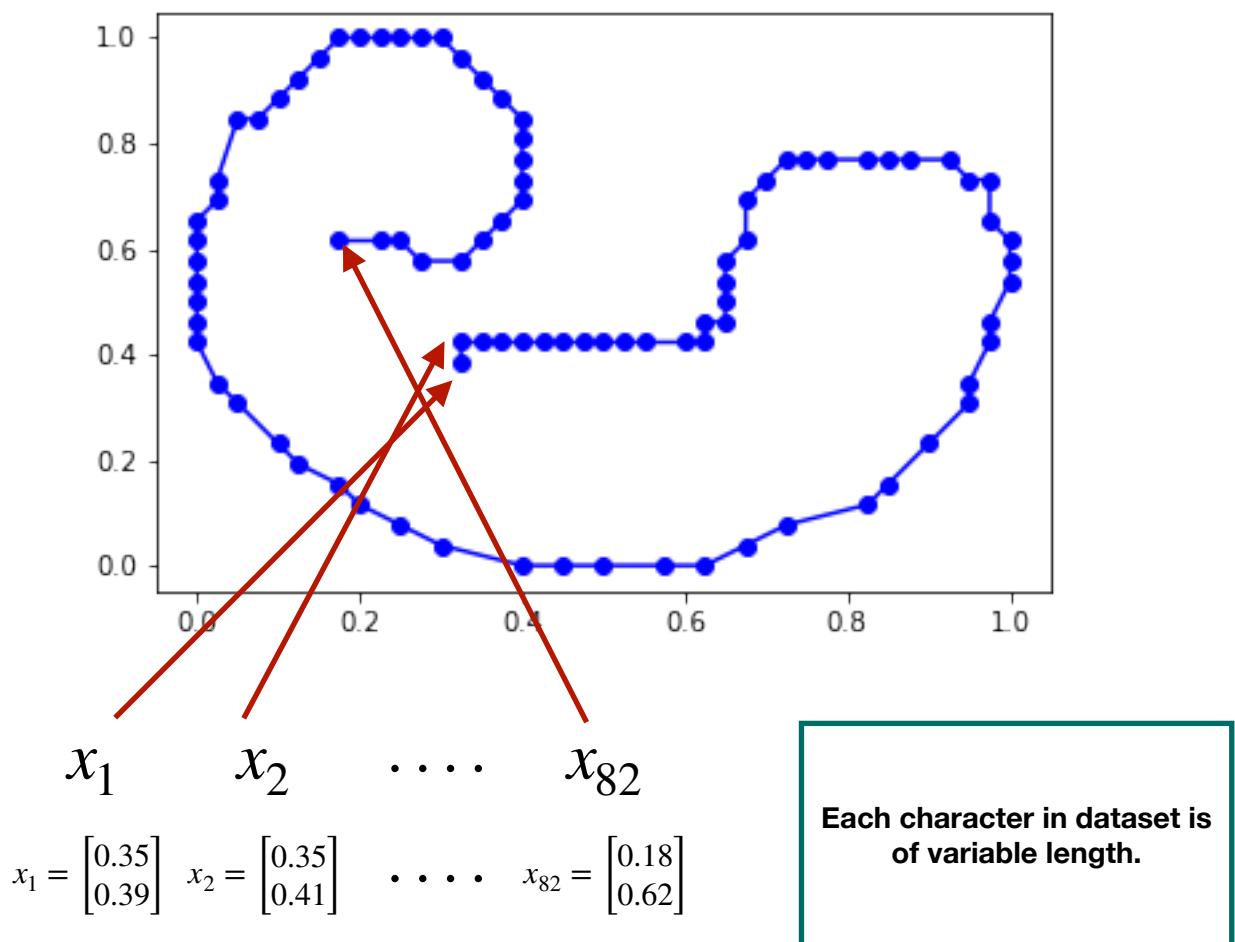 1.0
0.8
0.6
0.4
0.2
0.0
0.0 0.2 0.4 0.6 0.8 1.0
x₁ x₂ . . . . x₈₂
x₁ = [0.35 0.39] x₂ = [0.35 0.41] . . . . x₈₂ = [0.18 0.62]
Each character in dataset is
of variable length.